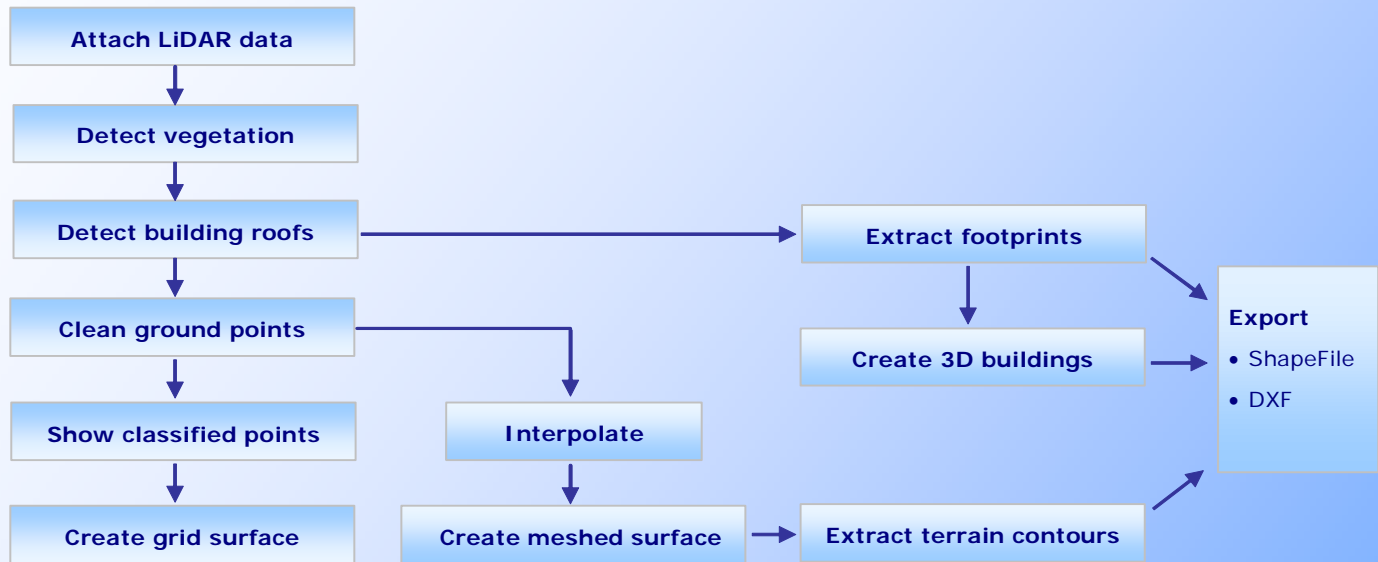 Attach LiDAR data
Detect vegetation
Detect building roofs
Clean ground points
Show classified points
Create grid surface
Interpolate
Create meshed surface
Extract footprints
Create 3D buildings
Extract terrain contours
Export
• ShapeFile
• DXF